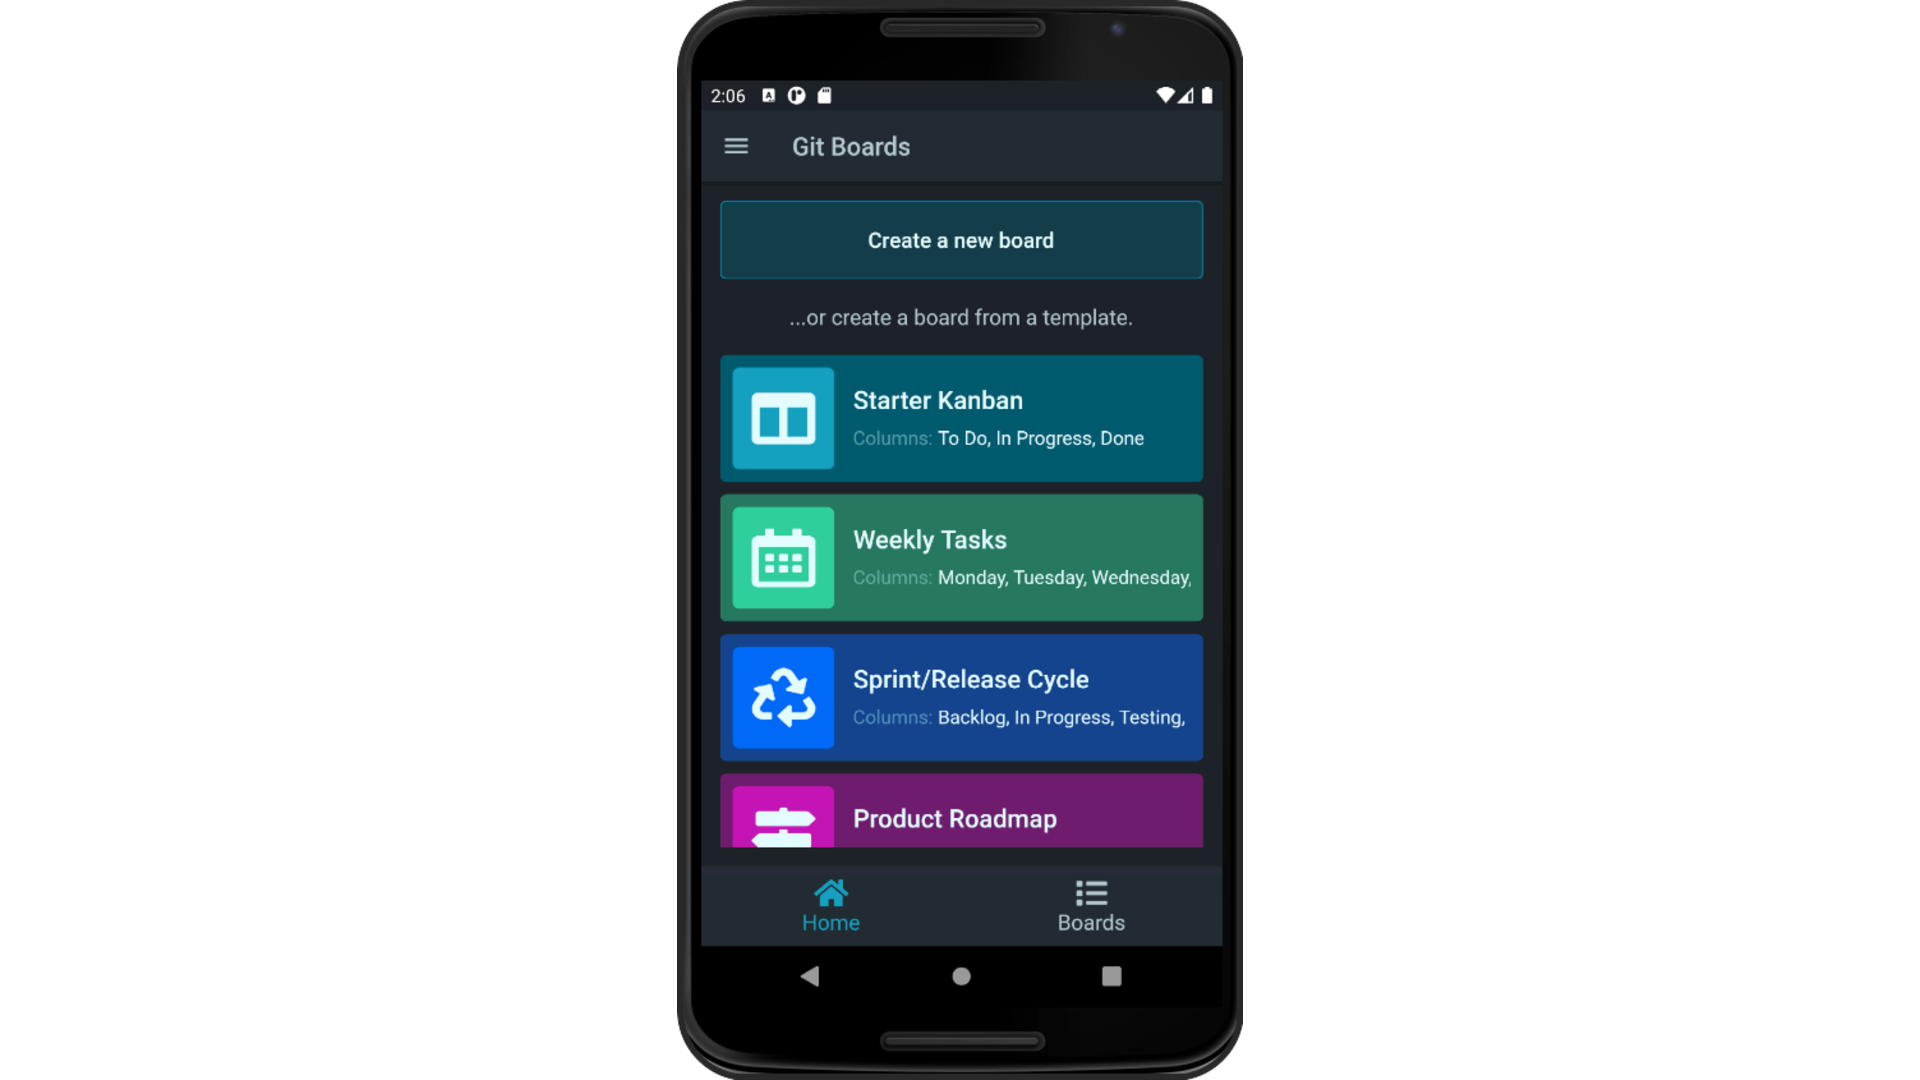 2:06
Git Boards
Create a new board
...or create a board from a template.
Starter Kanban
Columns: To Do, In Progress, Done
Weekly Tasks
Columns: Monday, Tuesday, Wednesday,
Sprint/Release Cycle
Columns: Backlog, In Progress, Testing,
Product Roadmap
Home
Boards